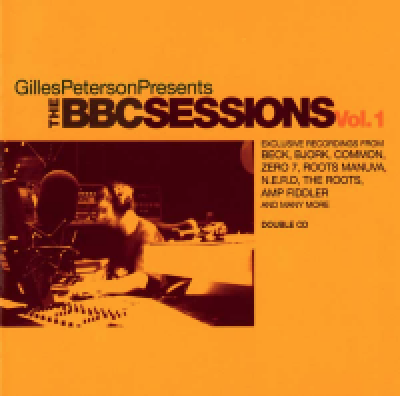 GillesPetersonPresents
THE BBCSESSIONS Vol.1
EXCLUSIVE RECORDINGS FROM
BECK, BJORK, COMMON,
ZERO 7, ROOTS MANUVA,
N.E.R.D, THE ROOTS,
AMP FIDDLER
AND MANY MORE
DOUBLE CD